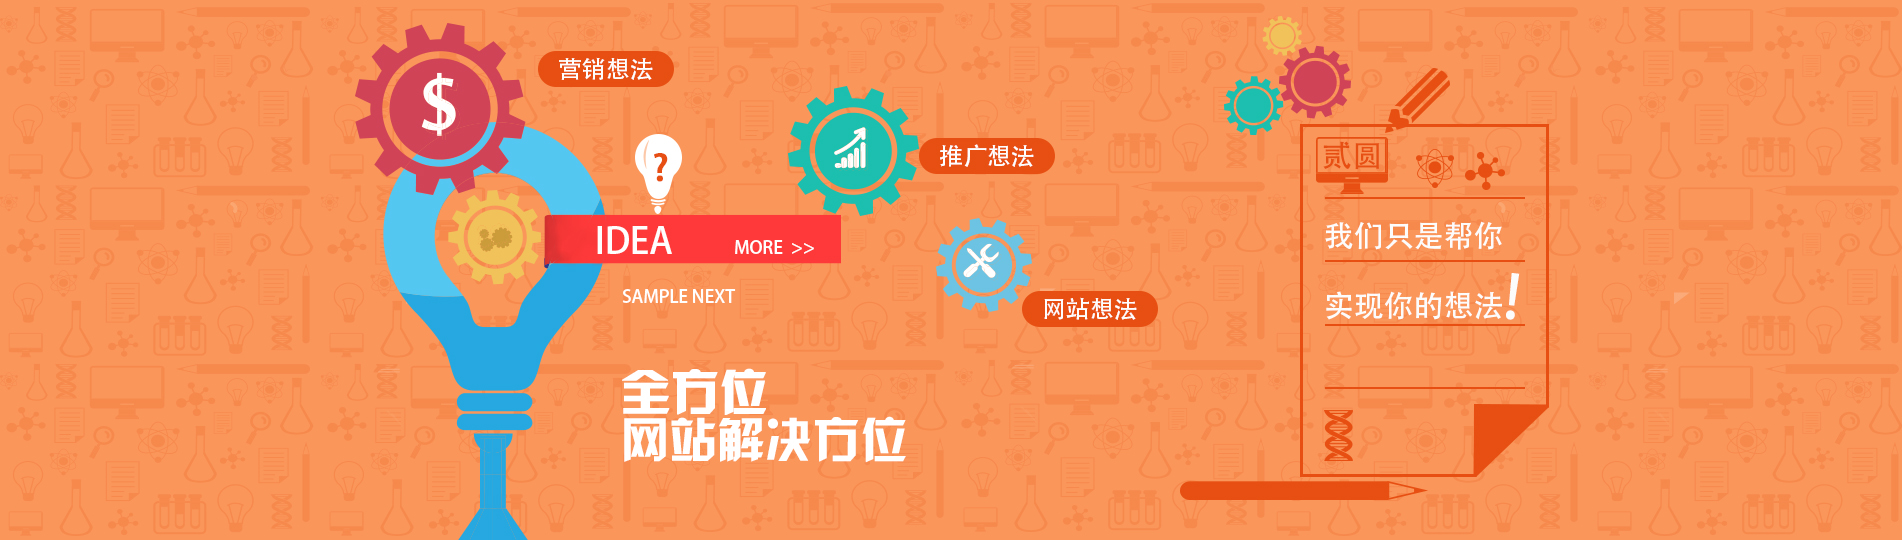 $
营销想法
?
推广想法
IDEA
MORE >>
SAMPLE NEXT
网站想法
全方位
网站解决方位
贰圆
我们只是帮你
实现你的想法!